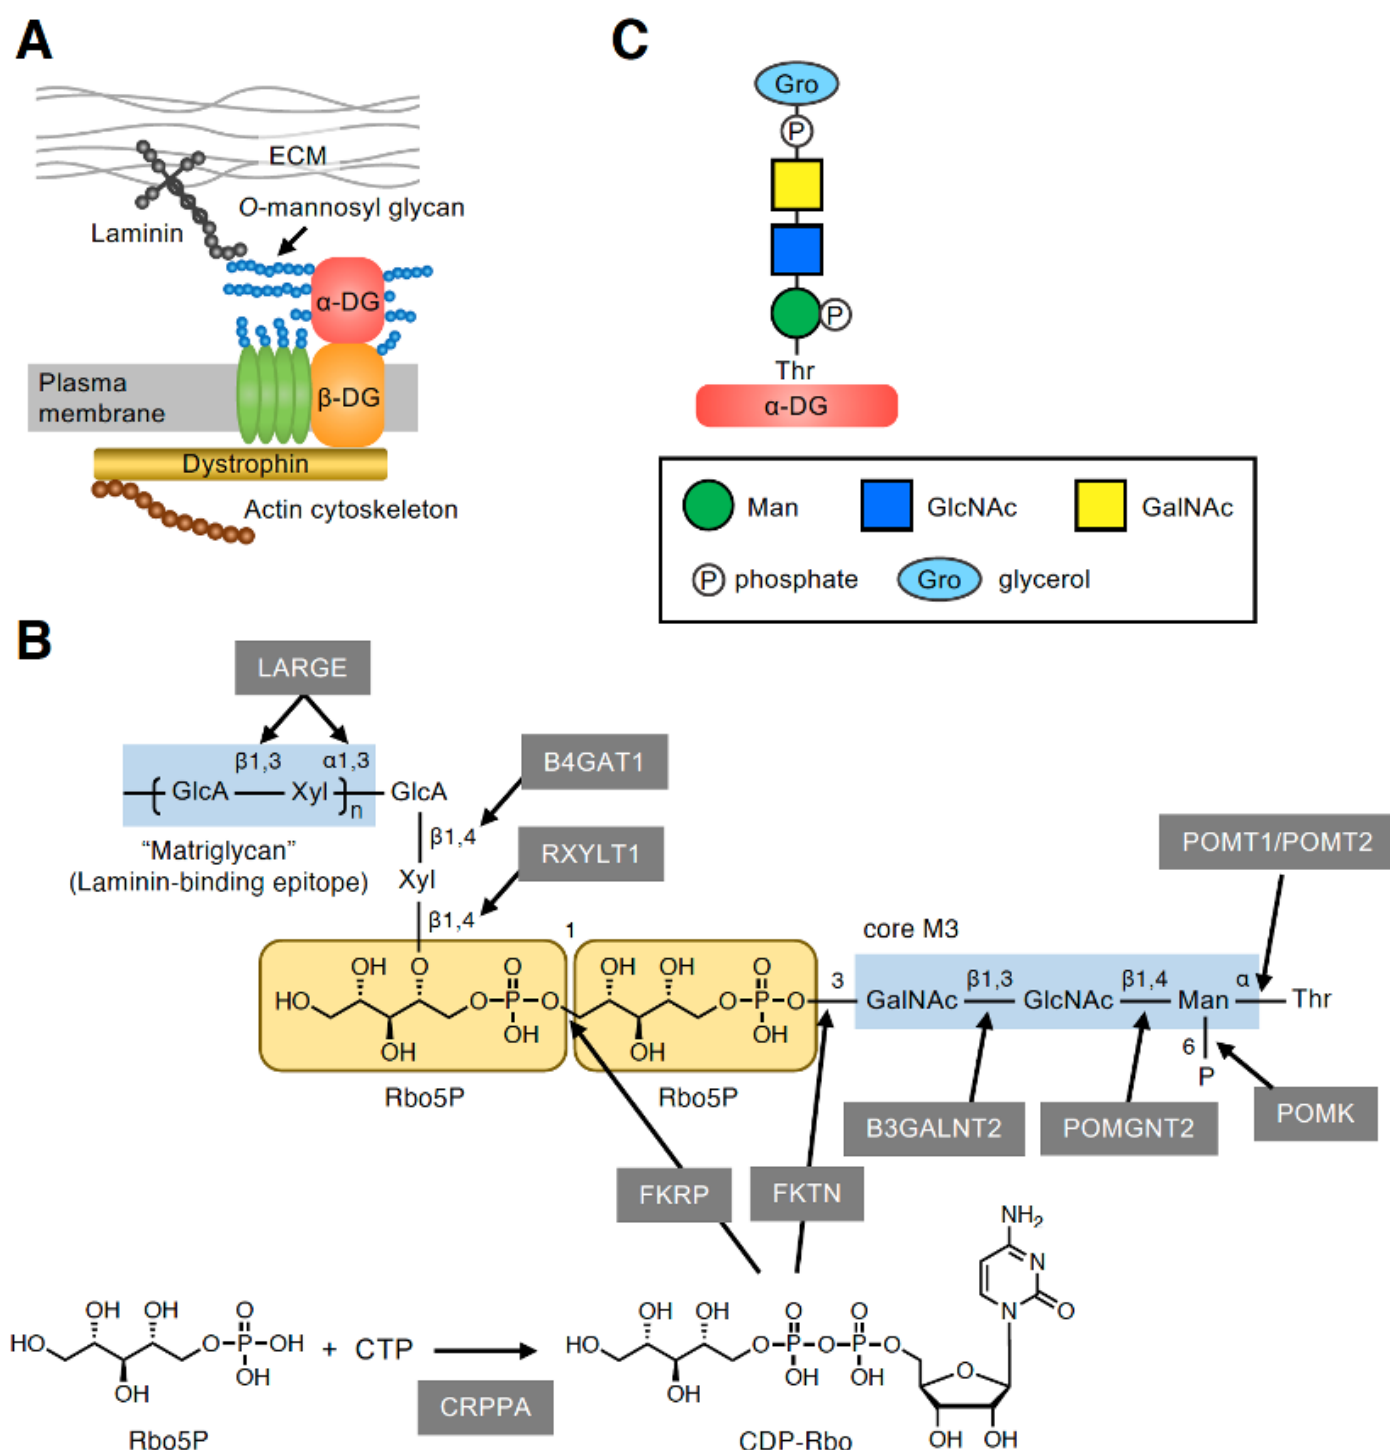 A
ECM
O-mannosyl glycan
Laminin
α-DG
Plasma
membrane
β-DG
Dystrophin
Actin cytoskeleton
C
Gro
P
P
Thr
α-DG
Man
GlcNAc
GalNAc
P phosphate
Gro glycerol
B
LARGE
β1,3 α1,3
GlcA Xyl n GlcA
B4GAT1
β1,4
"Matriglycan"
(Laminin-binding epitope)
RXYLT1
Xyl
β1,4
POMT1/POMT2
core M3
1
OH O O OH OH O
HO O P O O P O
OH OH OH OH
3 GalNAc β1,3 GlcNAc β1,4 Man α Thr
6
P
Rbo5P
Rbo5P
B3GALNT2
POMGNT2
POMK
FKRP
FKTN
OH OH O
HO O P OH + CTP
OH OH
CRPPA
Rbo5P
NH2
N
N O
OH OH O O
HO O P O P O O
OH OH OH
OH OH
CDP-Rbo